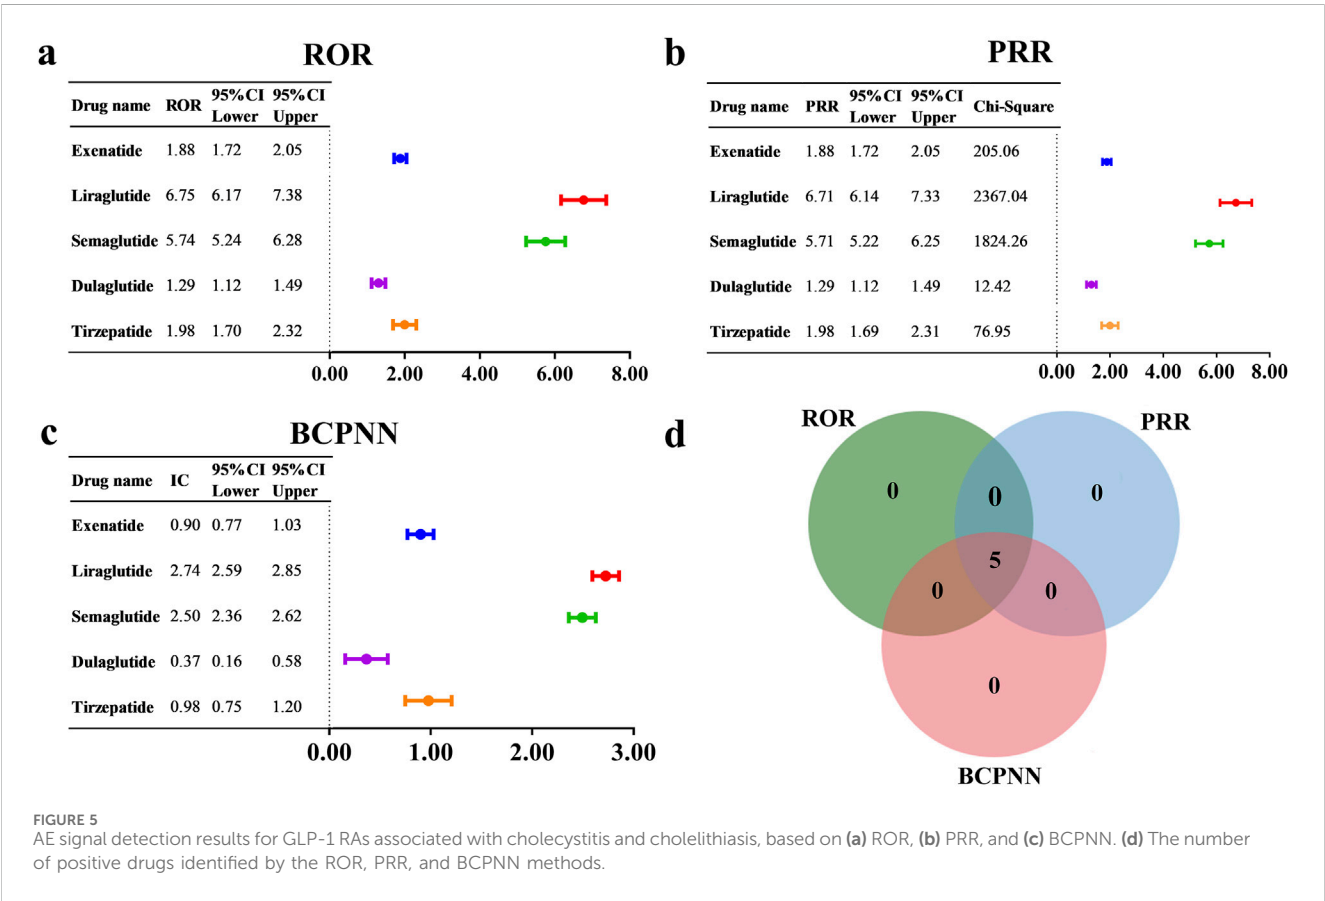 a
ROR
Drug name ROR 95%CI Lower 95%CI Upper
Exenatide 1.88 1.72 2.05
Liraglutide 6.75 6.17 7.38
Semaglutide 5.74 5.24 6.28
Dulaglutide 1.29 1.12 1.49
Tirzepatide 1.98 1.70 2.32
0.00 2.00 4.00 6.00 8.00
b
PRR
Drug name PRR 95%CI Lower 95%CI Upper Chi-Square
Exenatide 1.88 1.72 2.05 205.06
Liraglutide 6.71 6.14 7.33 2367.04
Semaglutide 5.71 5.22 6.25 1824.26
Dulaglutide 1.29 1.12 1.49 12.42
Tirzepatide 1.98 1.69 2.31 76.95
0.00 2.00 4.00 6.00 8.00
c
BCPNN
Drug name IC 95%CI Lower 95%CI Upper
Exenatide 0.90 0.77 1.03
Liraglutide 2.74 2.59 2.85
Semaglutide 2.50 2.36 2.62
Dulaglutide 0.37 0.16 0.58
Tirzepatide 0.98 0.75 1.20
0.00 1.00 2.00 3.00
d
ROR
PRR
0 0 0
5
0 0
0
BCPNN
FIGURE 5
AE signal detection results for GLP-1 RAs associated with cholecystitis and cholelithiasis, based on (a) ROR, (b) PRR, and (c) BCPNN. (d) The number
of positive drugs identified by the ROR, PRR, and BCPNN methods.